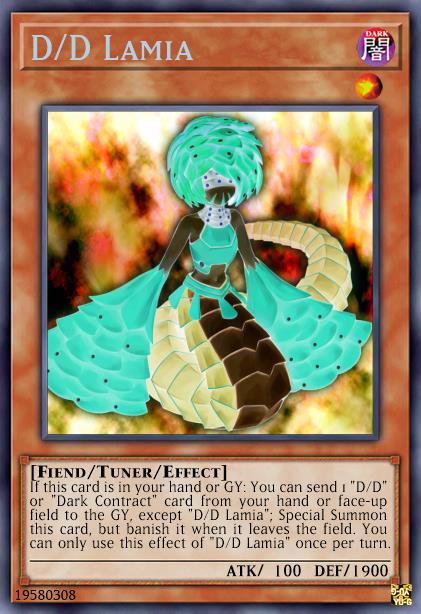 D/D Lamia
DARK
闇
[Fiend/Tuner/Effect]
If this card is in your hand or GY: You can send 1 "D/D"
or "Dark Contract" card from your hand or face-up
field to the GY, except "D/D Lamia"; Special Summon
this card, but banish it when it leaves the field. You
can only use this effect of "D/D Lamia" once per turn.
ATK/ 100 DEF/1900
19580308